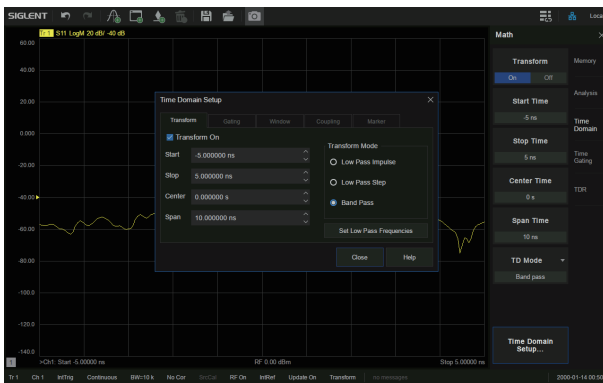 SIGLENT
Local
Tr 1 S11 LogM 20 dB/ -40 dB
60.00
40.00
20.00
0.000
-20.00
-40.00
-60.00
-80.00
-100.0
-120.0
-140.0
Time Domain Setup
Transform Gating Window Coupling Marker
Transform On
Start -5.000000 ns
Stop 5.000000 ns
Center 0.000000 s
Span 10.000000 ns
Transform Mode
Low Pass Impulse
Low Pass Step
Band Pass
Set Low Pass Frequencies
Close Help
Math
Transform
On Off
Start Time
-5 ns
Stop Time
5 ns
Center Time
0 s
Span Time
10 ns
TD Mode
Band pass
Time Domain
Setup...
Memory
Analysis
Time
Domain
Time
Gating
TDR
1 >Ch1: Start -5.00000 ns RF 0.00 dBm Stop 5.00000 ns
Tr 1 Ch 1 IntTrig Continuous BW=10 k No Cor SrcCal RF On IntRef Update On Transform no messages 2000-01-14 00:50